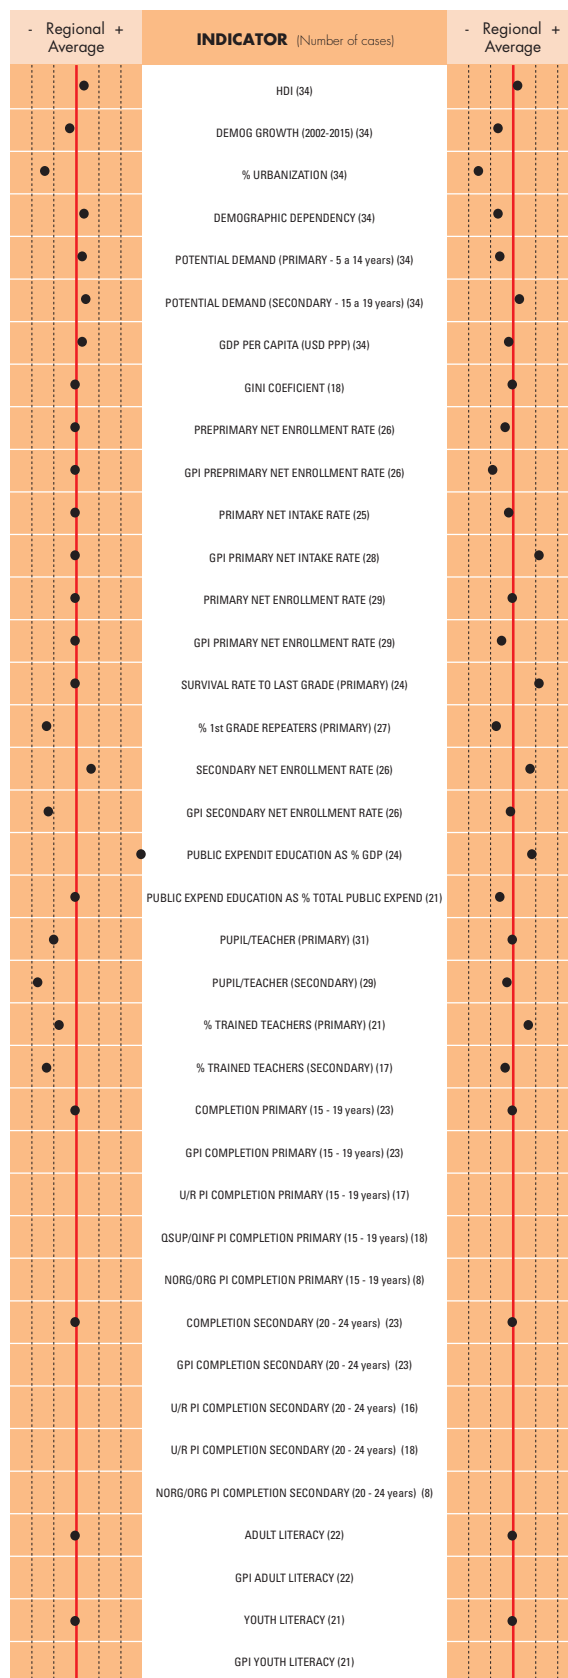 - Regional +
Average
INDICATOR (Number of cases)
- Regional +
Average
HDI (34)
DEMOG GROWTH (2002-2015) (34)
% URBANIZATION (34)
DEMOGRAPHIC DEPENDENCY (34)
POTENTIAL DEMAND (PRIMARY - 5 a 14 years) (34)
POTENTIAL DEMAND (SECONDARY - 15 a 19 years) (34)
GDP PER CAPITA (USD PPP) (34)
GINI COEFICIENT (18)
PREPRIMARY NET ENROLLMENT RATE (26)
GPI PREPRIMARY NET ENROLLMENT RATE (26)
PRIMARY NET INTAKE RATE (25)
GPI PRIMARY NET INTAKE RATE (28)
PRIMARY NET ENROLLMENT RATE (29)
GPI PRIMARY NET ENROLLMENT RATE (29)
SURVIVAL RATE TO LAST GRADE (PRIMARY) (24)
% 1st GRADE REPEATERS (PRIMARY) (27)
SECONDARY NET ENROLLMENT RATE (26)
GPI SECONDARY NET ENROLLMENT RATE (26)
PUBLIC EXPENDIT EDUCATION AS % GDP (24)
PUBLIC EXPEND EDUCATION AS % TOTAL PUBLIC EXPEND (21)
PUPIL/TEACHER (PRIMARY) (31)
PUPIL/TEACHER (SECONDARY) (29)
% TRAINED TEACHERS (PRIMARY) (21)
% TRAINED TEACHERS (SECONDARY) (17)
COMPLETION PRIMARY (15 - 19 years) (23)
GPI COMPLETION PRIMARY (15 - 19 years) (23)
U/R PI COMPLETION PRIMARY (15 - 19 years) (17)
QSUP/QINF PI COMPLETION PRIMARY (15 - 19 years) (18)
NORG/ORG PI COMPLETION PRIMARY (15 - 19 years) (8)
COMPLETION SECONDARY (20 - 24 years) (23)
GPI COMPLETION SECONDARY (20 - 24 years) (23)
U/R PI COMPLETION SECONDARY (20 - 24 years) (16)
U/R PI COMPLETION SECONDARY (20 - 24 years) (18)
NORG/ORG PI COMPLETION SECONDARY (20 - 24 years) (8)
ADULT LITERACY (22)
GPI ADULT LITERACY (22)
YOUTH LITERACY (21)
GPI YOUTH LITERACY (21)